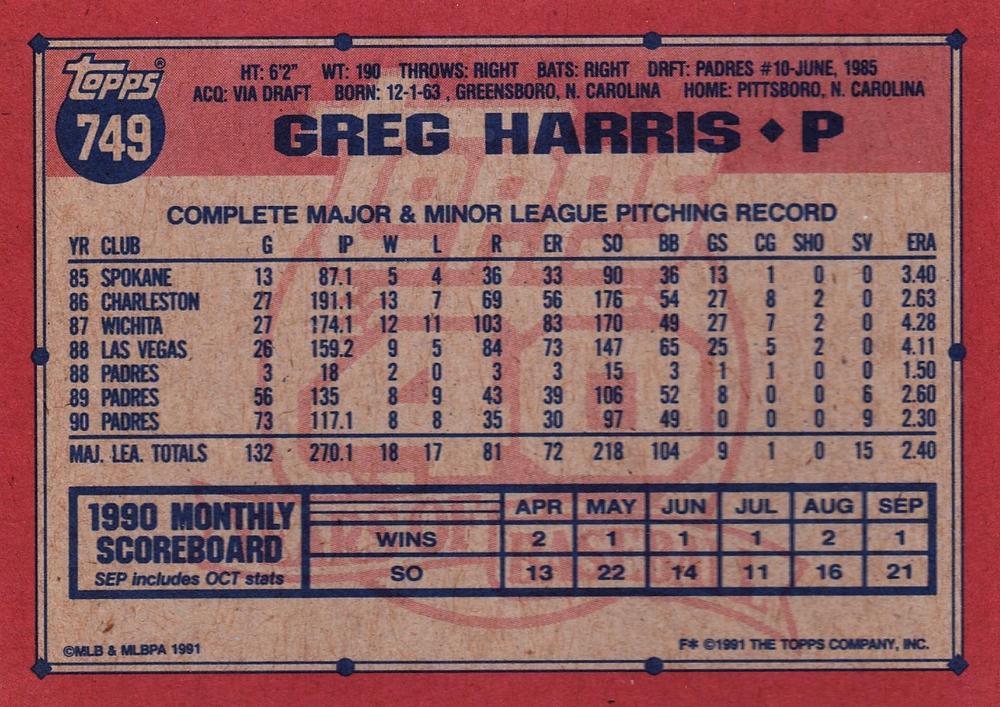 topps®
749
HT: 6'2" WT: 190 THROWS: RIGHT BATS: RIGHT DRFT: PADRES #10-JUNE, 1985
ACQ: VIA DRAFT BORN: 12-1-63 , GREENSBORO, N. CAROLINA HOME: PITTSBORO, N. CAROLINA
GREG HARRIS ♦ P
COMPLETE MAJOR & MINOR LEAGUE PITCHING RECORD
YR CLUB G IP W L R ER SO BB GS CG SHO SV ERA
85 SPOKANE 13 87.1 5 4 36 33 90 36 13 1 0 0 3.40
86 CHARLESTON 27 191.1 13 7 69 56 176 54 27 8 2 0 2.63
87 WICHITA 27 174.1 12 11 103 83 170 49 27 7 2 0 4.28
88 LAS VEGAS 26 159.2 9 5 84 73 147 65 25 5 2 0 4.11
88 PADRES 3 18 2 0 3 3 15 3 1 1 0 0 1.50
89 PADRES 56 135 8 9 43 39 106 52 8 0 0 6 2.60
90 PADRES 73 117.1 8 8 35 30 97 49 0 0 0 9 2.30
MAJ. LEA. TOTALS 132 270.1 18 17 81 72 218 104 9 1 0 15 2.40
1990 MONTHLY SCOREBOARD
SEP includes OCT stats
APR MAY JUN JUL AUG SEP
WINS 2 1 1 1 2 1
SO 13 22 14 11 16 21
©MLB & MLBPA 1991
F* ©1991 THE TOPPS COMPANY, INC.
topps
40